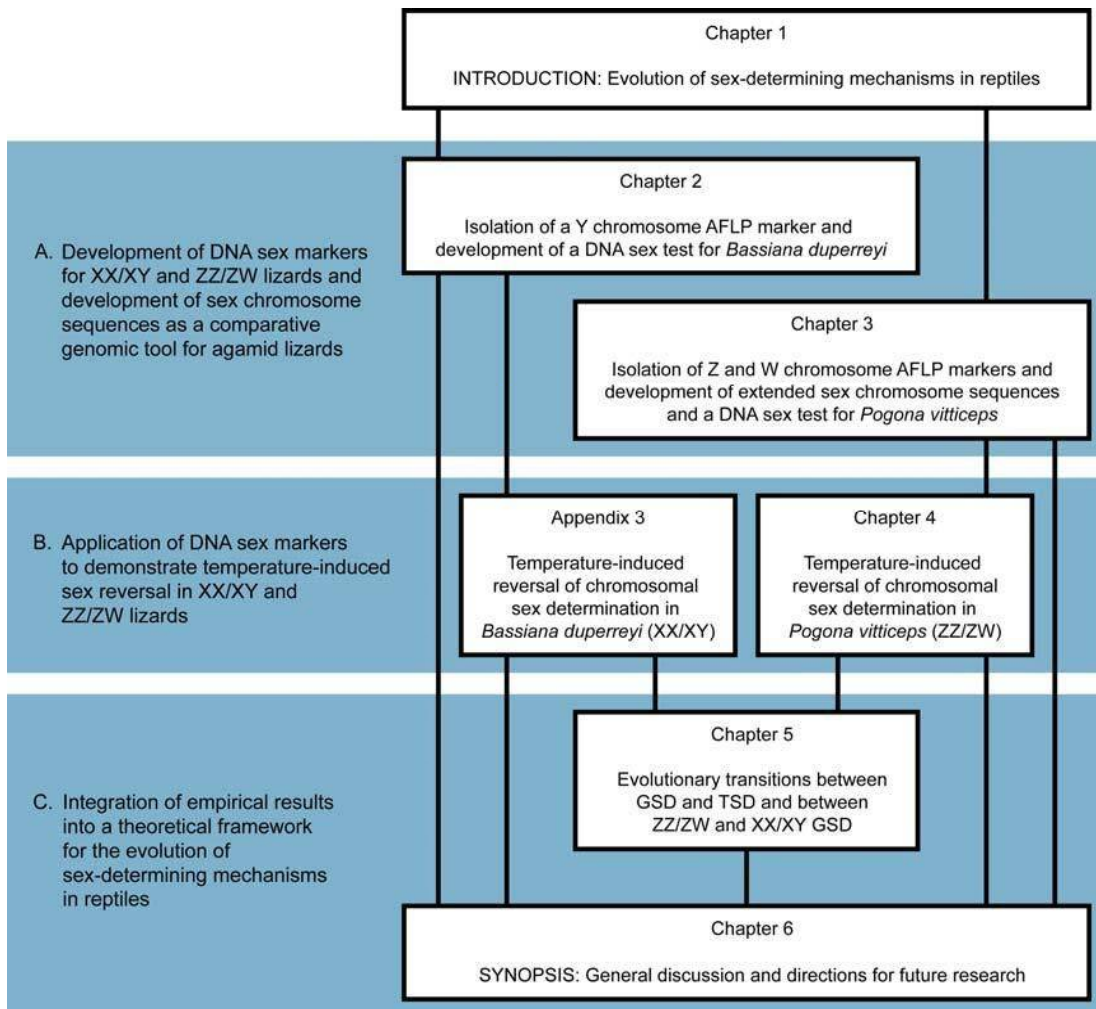 Chapter 1
INTRODUCTION: Evolution of sex-determining mechanisms in reptiles
A. Development of DNA sex markers
for XX/XY and ZZ/ZW lizards and
development of sex chromosome
sequences as a comparative
genomic tool for agamid lizards
Chapter 2
Isolation of a Y chromosome AFLP marker and
development of a DNA sex test for Bassiana duperreyi
Chapter 3
Isolation of Z and W chromosome AFLP markers and
development of extended sex chromosome sequences
and a DNA sex test for Pogona vitticeps
B. Application of DNA sex markers
to demonstrate temperature-induced
sex reversal in XX/XY and
ZZ/ZW lizards
Appendix 3
Temperature-induced
reversal of chromosomal
sex determination in
Bassiana duperreyi (XX/XY)
Chapter 4
Temperature-induced
reversal of chromosomal
sex determination in
Pogona vitticeps (ZZ/ZW)
C. Integration of empirical results
into a theoretical framework
for the evolution of
sex-determining mechanisms
in reptiles
Chapter 5
Evolutionary transitions between
GSD and TSD and between
ZZ/ZW and XX/XY GSD
Chapter 6
SYNOPSIS: General discussion and directions for future research